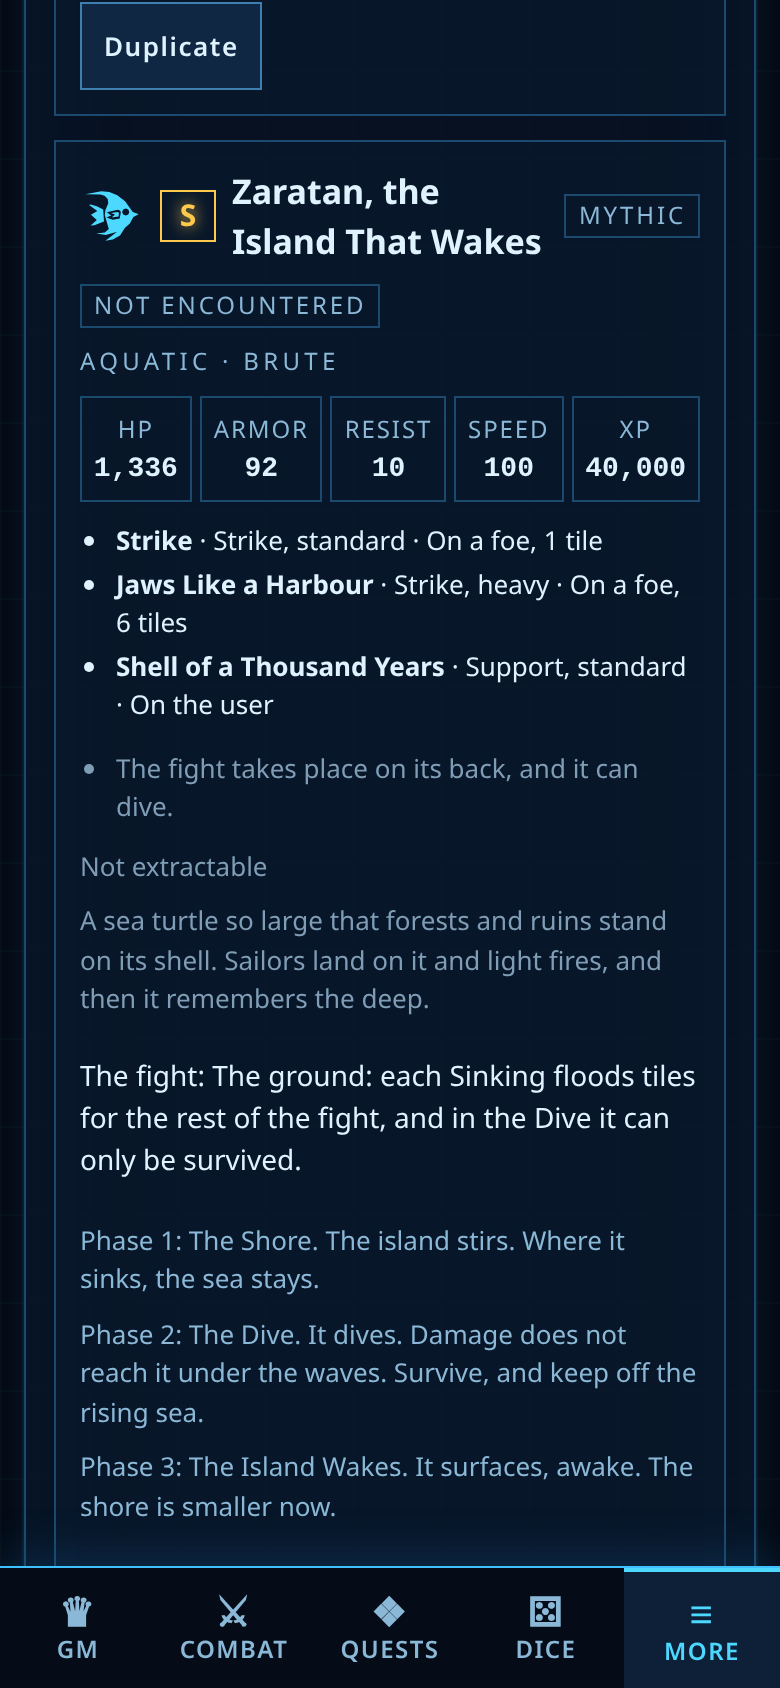 Duplicate
S
Zaratan, the
Island That Wakes
MYTHIC
NOT ENCOUNTERED
AQUATIC · BRUTE
HP
1,336
ARMOR
92
RESIST
10
SPEED
100
XP
40,000
• Strike · Strike, standard · On a foe, 1 tile
• Jaws Like a Harbour · Strike, heavy · On a foe,
6 tiles
• Shell of a Thousand Years · Support, standard
· On the user
• The fight takes place on its back, and it can
dive.
Not extractable
A sea turtle so large that forests and ruins stand
on its shell. Sailors land on it and light fires, and
then it remembers the deep.
The fight: The ground: each Sinking floods tiles
for the rest of the fight, and in the Dive it can
only be survived.
Phase 1: The Shore. The island stirs. Where it
sinks, the sea stays.
Phase 2: The Dive. It dives. Damage does not
reach it under the waves. Survive, and keep off the
rising sea.
Phase 3: The Island Wakes. It surfaces, awake. The
shore is smaller now.
GM
COMBAT
QUESTS
DICE
MORE